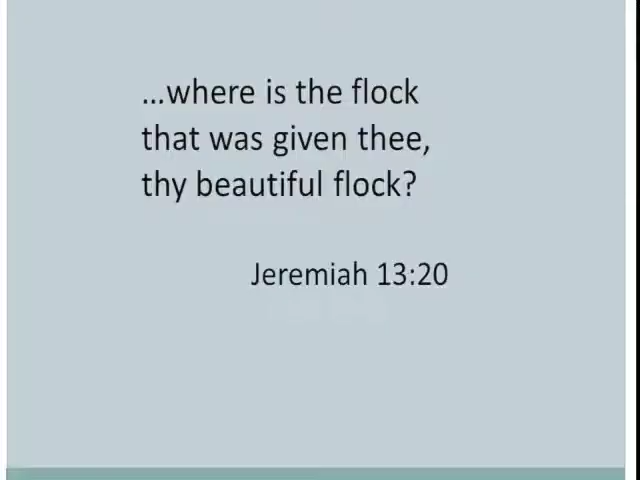 ...where is the flock
that was given thee,
thy beautiful flock?
Jeremiah 13:20